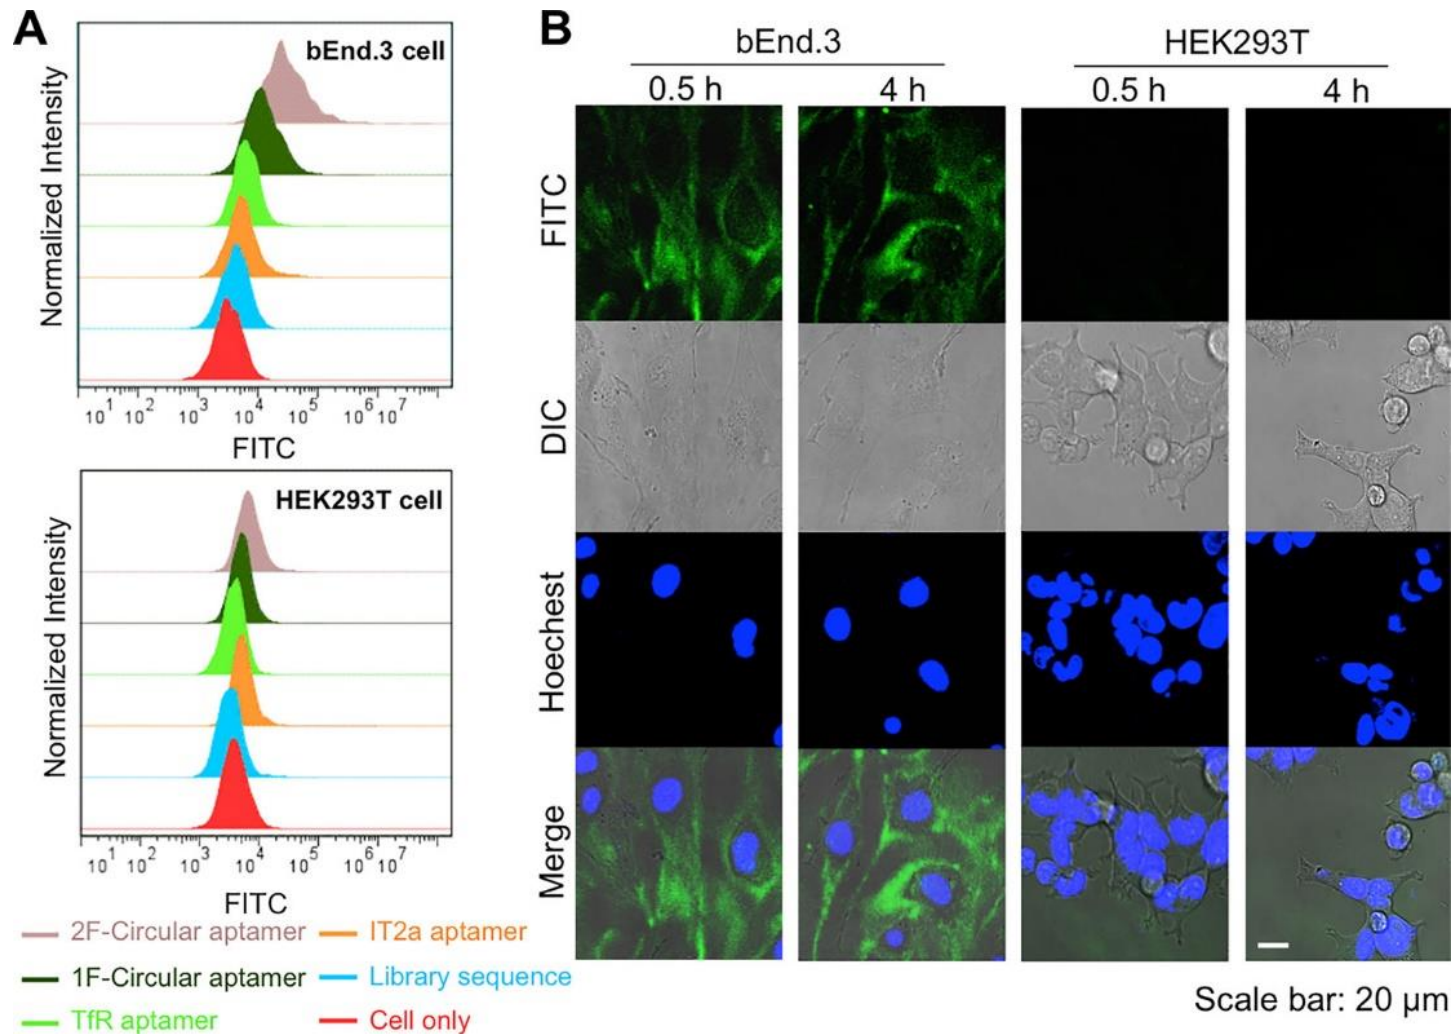 A
bEnd.3 cell
Normalized Intensity
10^1 10^2 10^3 10^4 10^5 10^6 10^7
FITC
HEK293T cell
Normalized Intensity
10^1 10^2 10^3 10^4 10^5 10^6 10^7
FITC
2F-Circular aptamer
IT2a aptamer
1F-Circular aptamer
Library sequence
TfR aptamer
Cell only
B
bEnd.3
HEK293T
0.5 h
4 h
0.5 h
4 h
FITC
DIC
Hoechest
Merge
Scale bar: 20 µm